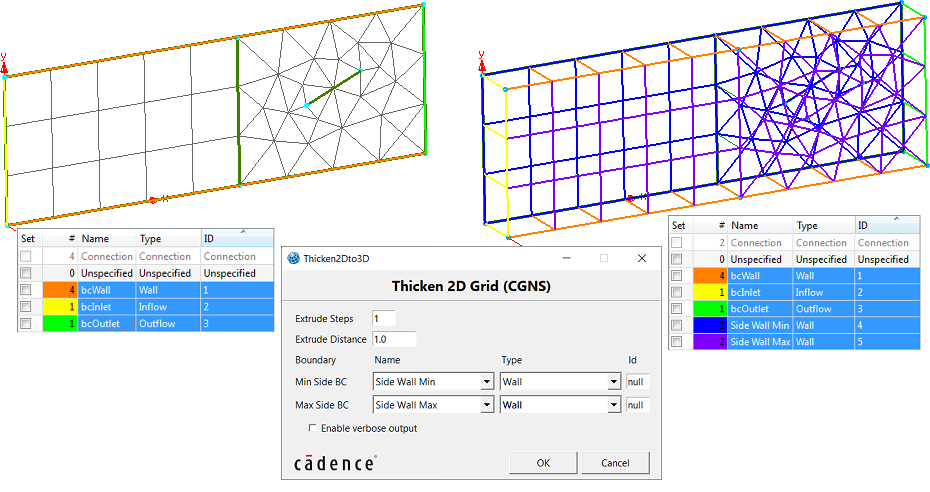 y
y
Set # Name Type ID
4 Connection Connection Connection
0 Unspecified Unspecified Unspecified
4 bcWall Wall 1
1 bcInlet Inflow 2
1 bcOutlet Outflow 3
Set # Name Type ID
2 Connection Connection Connection
0 Unspecified Unspecified Unspecified
4 bcWall Wall 1
1 bcInlet Inflow 2
1 bcOutlet Outflow 3
2 Side Wall Min Wall 4
2 Side Wall Max Wall 5
Thicken2Dto3D
Thicken 2D Grid (CGNS)
Extrude Steps 1
Extrude Distance 1.0
Boundary Name Type Id
Min Side BC Side Wall Min Wall null
Max Side BC Side Wall Max Wall null
Enable verbose output
cādence®
OK Cancel